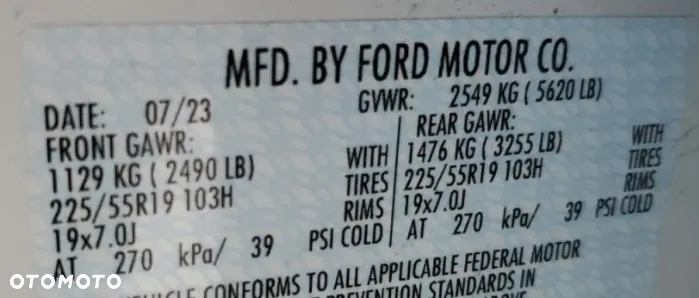 MFD. BY FORD MOTOR CO.
DATE: 07/23 GVWR: 2549 KG ( 5620 LB)
FRONT GAWR:
1129 KG ( 2490 LB) WITH
225/55R19 103H TIRES
19x7.0J RIMS
AT 270 kPa/ 39 PSI COLD
REAR GAWR:
1476 KG ( 3255 LB) WITH
225/55R19 103H TIRES
19x7.0J RIMS
AT 270 kPa/ 39 PSI COLD
VEHICLE CONFORMS TO ALL APPLICABLE FEDERAL MOTOR
PREVENTION STANDARDS IN
OTOMOTO